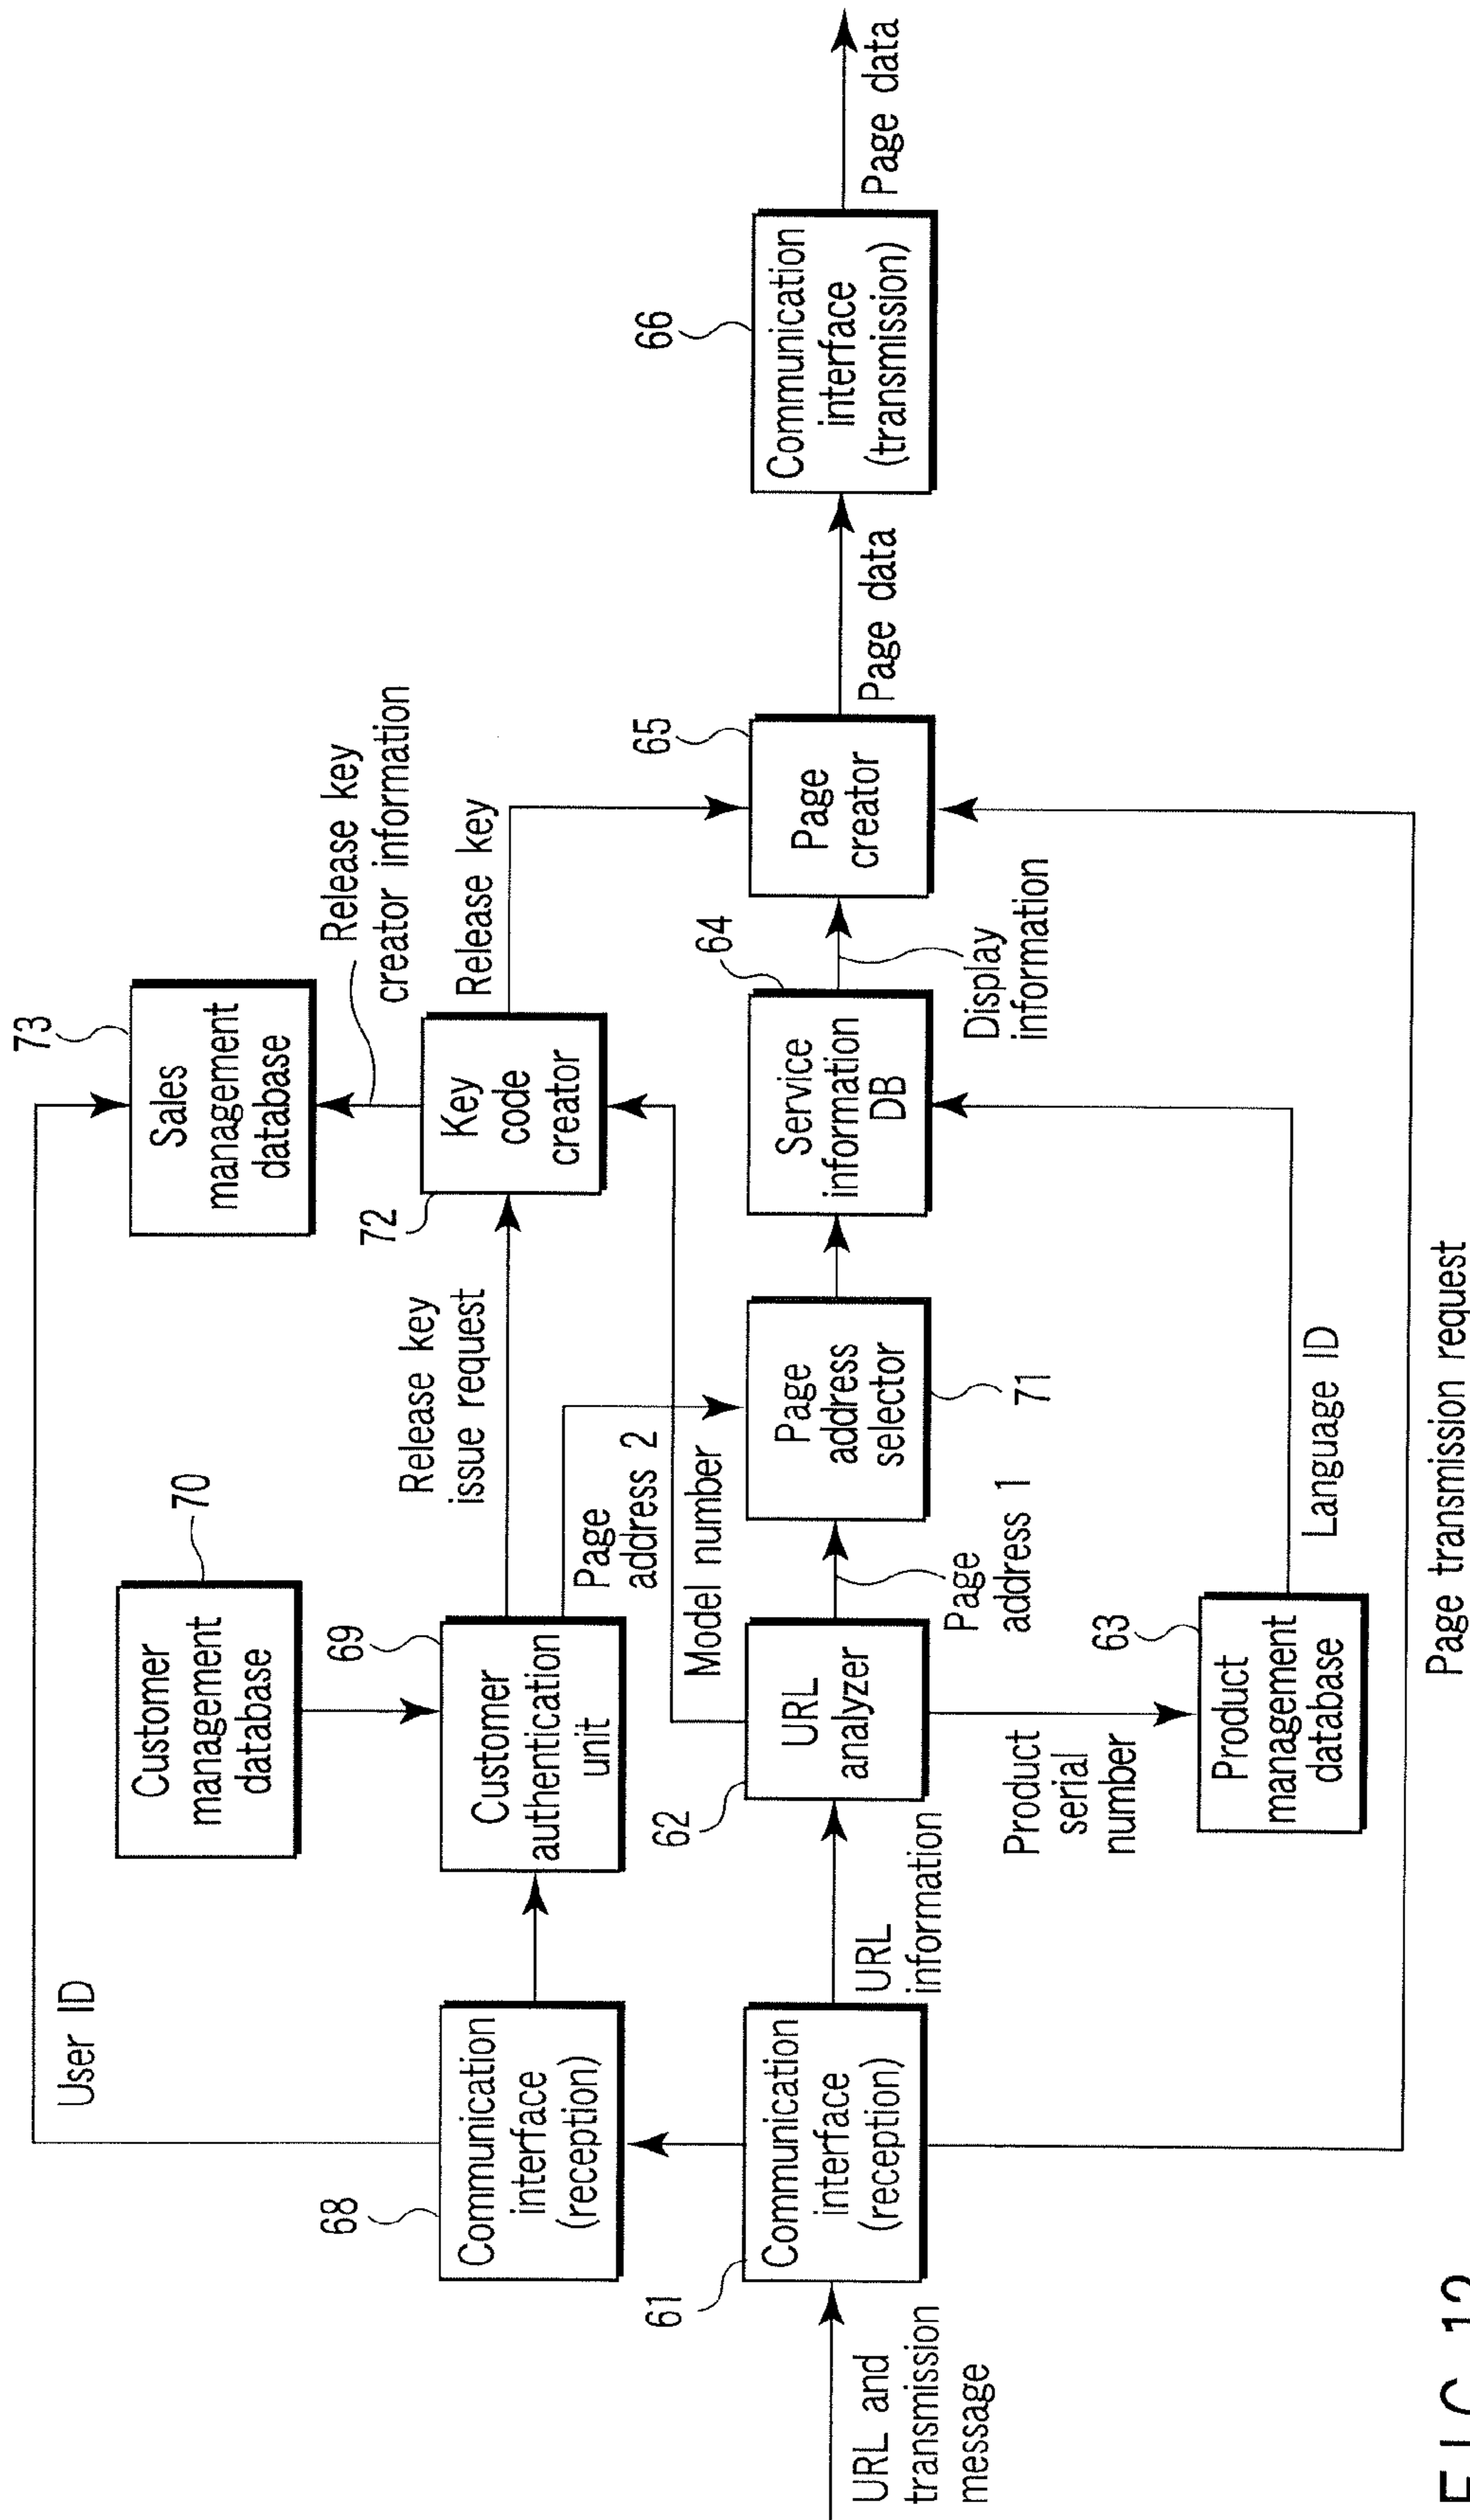 73
User ID
Sales
management
database
70
Customer
management
database
Release key
creator information
68
69
72
Release key
issue request
Release key
Communication
interface
(reception)
Customer
authentication
unit
Key
code
creator
Page
address 2
Model number
61
62
64
65
66
Communication
interface
(reception)
URL
analyzer
Page
address
selector
Service
information
DB
Page
creator
Communication
interface
(transmission)
URL and
transmission
message
URL
information
Page
address 1
71
Display
information
Page data
Page data
Product
serial
number
63
Product
management
database
Language ID
Page transmission request